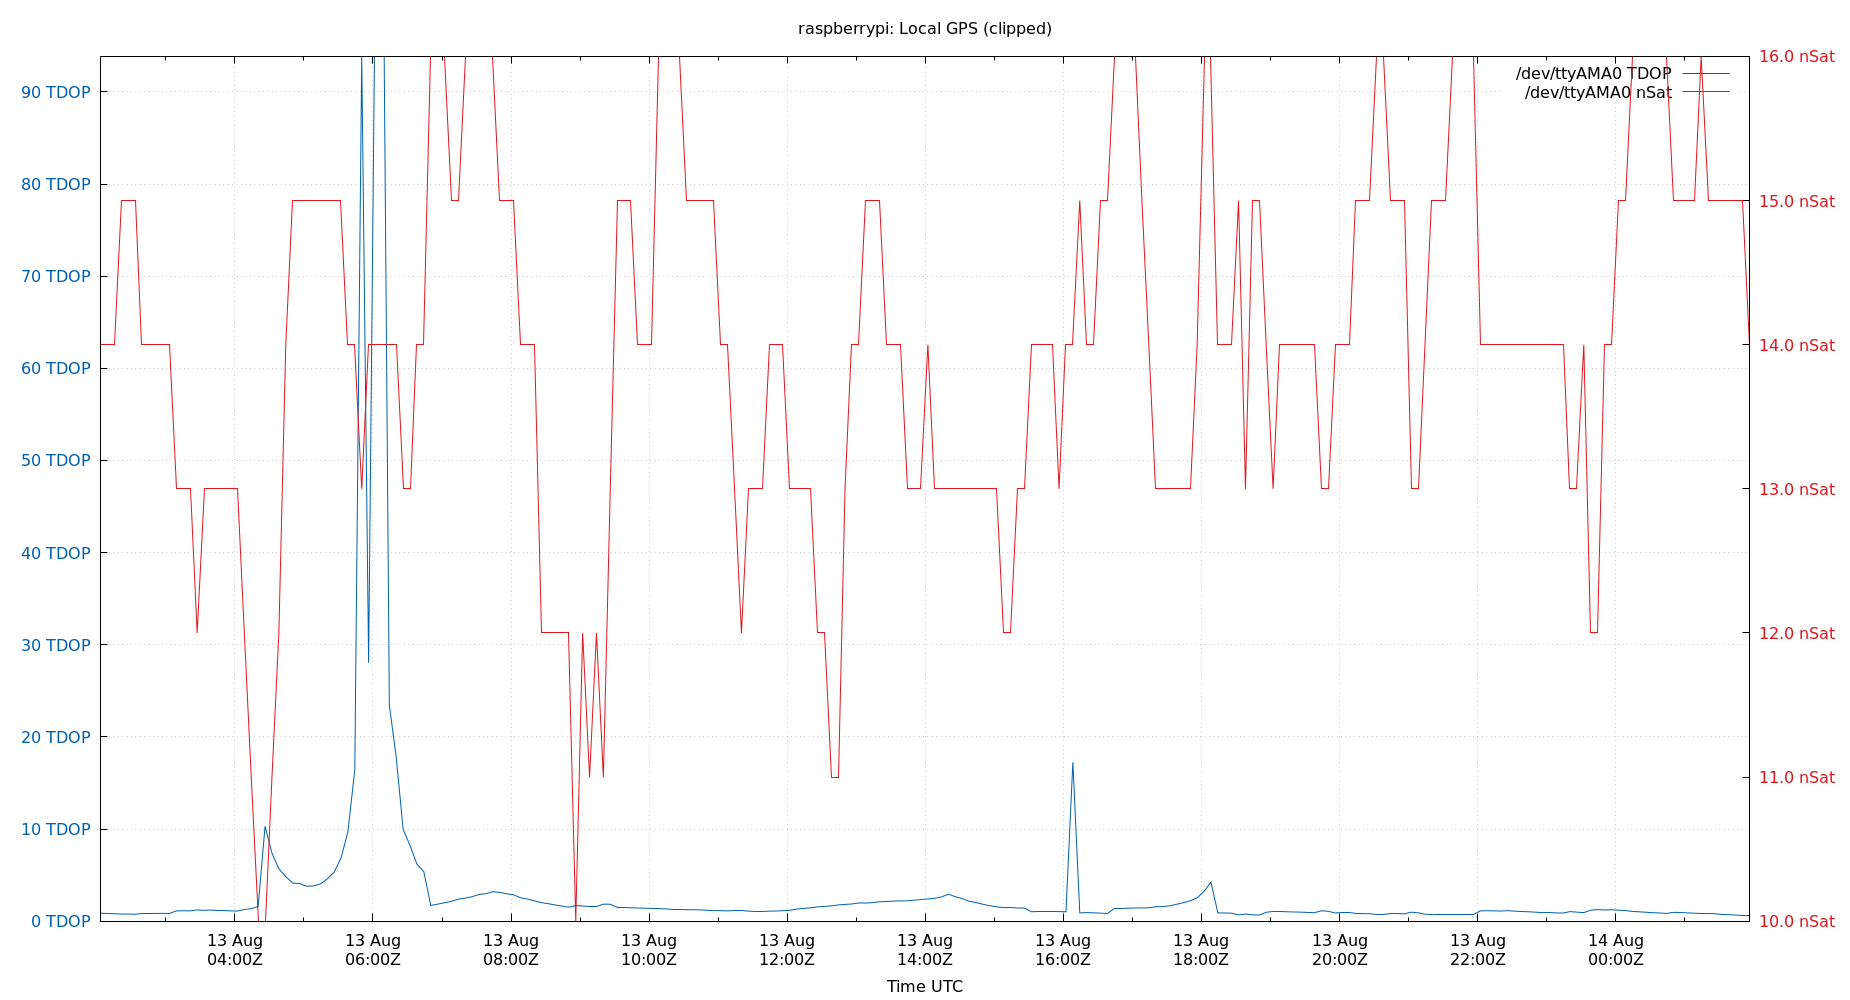 raspberrypi: Local GPS (clipped)
/dev/ttyAMA0 TDOP
/dev/ttyAMA0 nSat
90 TDOP
80 TDOP
70 TDOP
60 TDOP
50 TDOP
40 TDOP
30 TDOP
20 TDOP
10 TDOP
0 TDOP
16.0 nSat
15.0 nSat
14.0 nSat
13.0 nSat
12.0 nSat
11.0 nSat
10.0 nSat
13 Aug
04:00Z
13 Aug
06:00Z
13 Aug
08:00Z
13 Aug
10:00Z
13 Aug
12:00Z
13 Aug
14:00Z
13 Aug
16:00Z
13 Aug
18:00Z
13 Aug
20:00Z
13 Aug
22:00Z
14 Aug
00:00Z
Time UTC